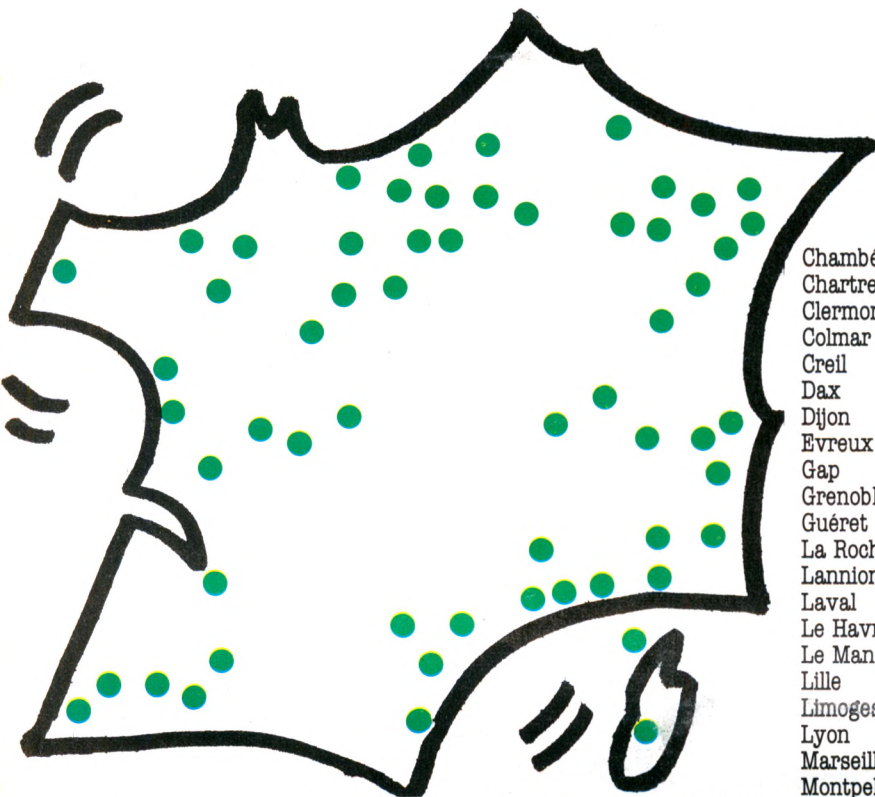 Chambé
Chartre
Clermon
Colmar
Creil
Dax
Dijon
Evreux
Gap
Grenobl
Guéret
La Roch
Lannion
Laval
Le Havr
Le Man
Lille
Limoges
Lyon
Marseill
Montpel